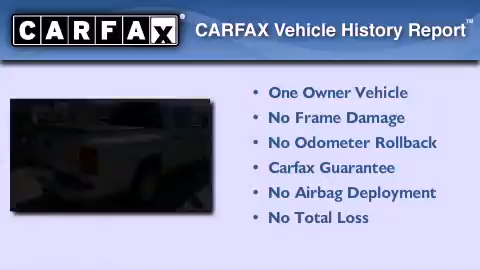 CARFAX® CARFAX Vehicle History Report™
• One Owner Vehicle
• No Frame Damage
• No Odometer Rollback
• Carfax Guarantee
• No Airbag Deployment
• No Total Loss